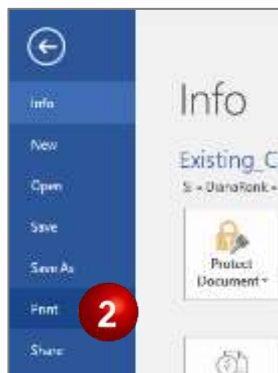 Info
New
Open
Save
Save As
Print
2
Share
Info
Existing_C
Protect
Document